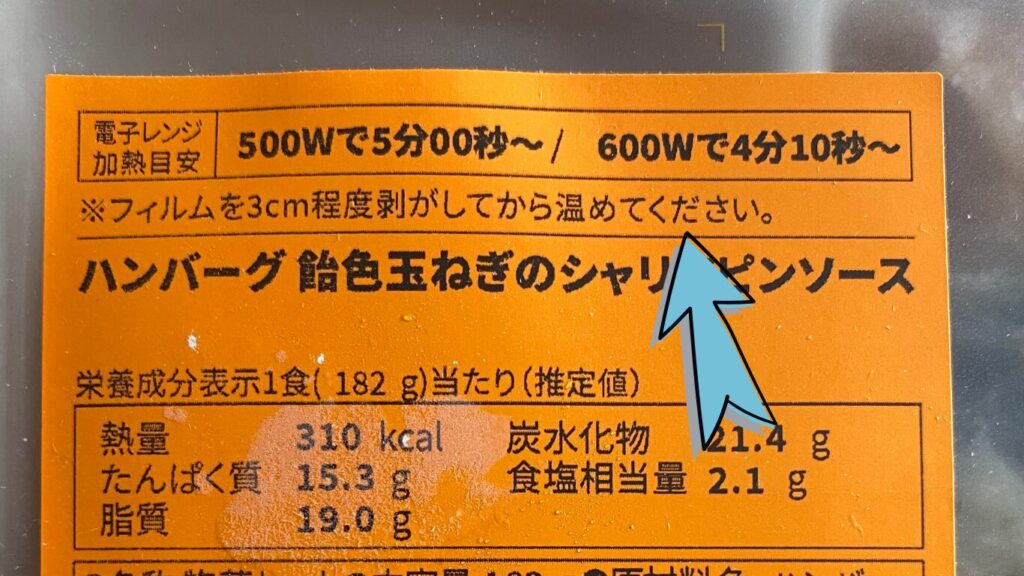 電子レンジ
加熱目安
500Wで5分00秒～/ 600Wで4分10秒～
※フィルムを3cm程度剥がしてから温めてください。
ハンバーグ 飴色玉ねぎのシャリ ピンソース
栄養成分表示1食( 182 g)当たり(推定値)
熱量 310 kcal 炭水化物 21.4 g
たんぱく質 15.3 g 食塩相当量 2.1 g
脂質 19.0 g